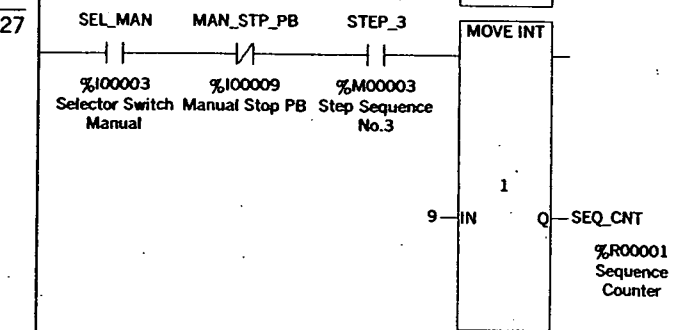 27
SEL_MAN MAN_STP_PB STEP_3 MOVE INT
%I00003 %I00009 %M00003
Selector Switch Manual Stop PB Step Sequence
Manual No.3
1
9 IN Q SEQ_CNT
%R00001
Sequence
Counter